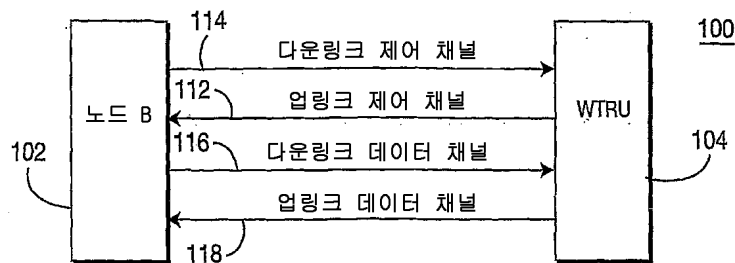 114
다운링크 제어 채널
100
112
업링크 제어 채널
노드 B
WTRU
102
116
다운링크 데이터 채널
104
업링크 데이터 채널
118